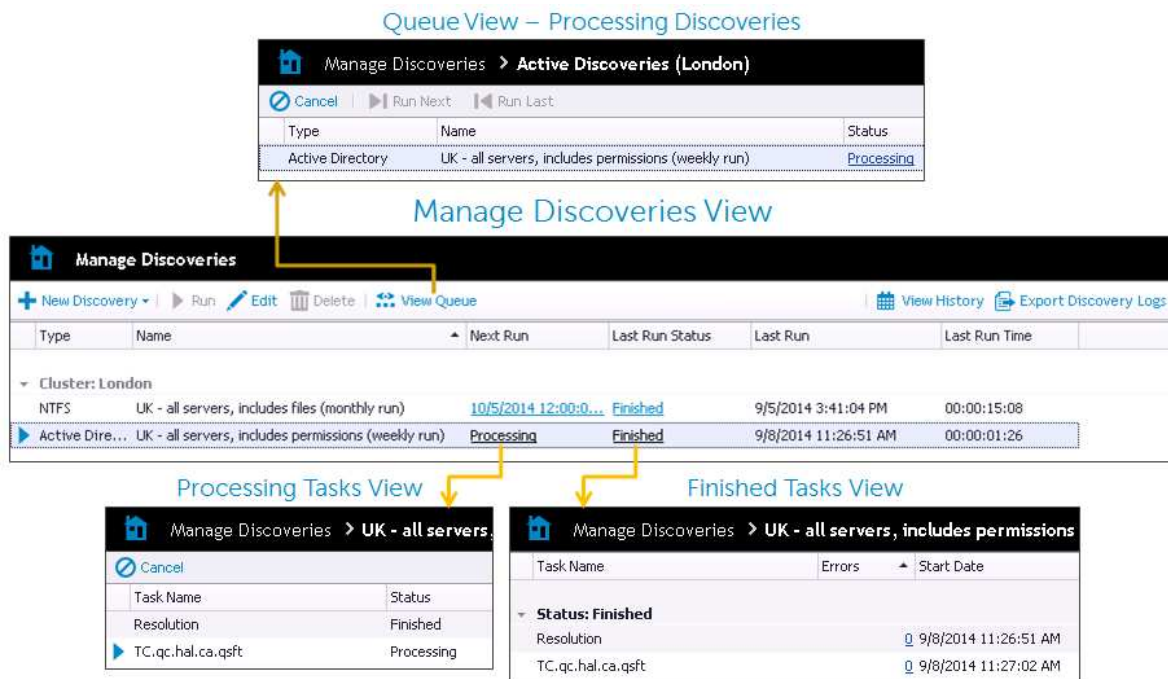 Queue View – Processing Discoveries
Manage Discoveries > Active Discoveries (London)
Cancel Run Next Run Last
Type Name Status
Active Directory UK - all servers, includes permissions (weekly run) Processing
Manage Discoveries View
Manage Discoveries
New Discovery Run Edit Delete View Queue View History Export Discovery Logs
Type Name Next Run Last Run Status Last Run Last Run Time
Cluster: London
NTFS UK - all servers, includes files (monthly run) 10/5/2014 12:00:0... Finished 9/5/2014 3:41:04 PM 00:00:15:08
Active Dire... UK - all servers, includes permissions (weekly run) Processing Finished 9/8/2014 11:26:51 AM 00:00:01:26
Processing Tasks View
Manage Discoveries > UK - all servers,
Cancel
Task Name Status
Resolution Finished
TC.qc.hal.ca.qsft Processing
Finished Tasks View
Manage Discoveries > UK - all servers, includes permissions
Task Name Errors Start Date
Status: Finished
Resolution 0 9/8/2014 11:26:51 AM
TC.qc.hal.ca.qsft 0 9/8/2014 11:27:02 AM